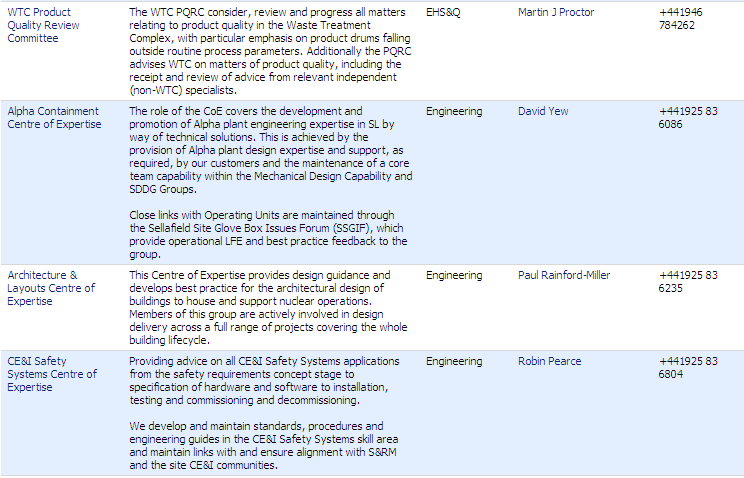 WTC Product
Quality Review
Committee
The WTC PQRC consider, review and progress all matters
relating to product quality in the Waste Treatment
Complex, with particular emphasis on product drums falling
outside routine process parameters. Additionally the PQRC
advises WTC on matters of product quality, including the
receipt and review of advice from relevant independent
(non-WTC) specialists.
EHS&Q
Martin J Proctor
+441946
784262
Alpha Containment
Centre of Expertise
The role of the CoE covers the development and
promotion of Alpha plant engineering expertise in SL by
way of technical solutions. This is achieved by the
provision of Alpha plant design expertise and support, as
required, by our customers and the maintenance of a core
team capability within the Mechanical Design Capability and
SDDG Groups.
Close links with Operating Units are maintained through
the Sellafield Site Glove Box Issues Forum (SSGIF), which
provide operational LFE and best practice feedback to the
group.
Engineering
David Yew
+441925 83
6086
Architecture &
Layouts Centre of
Expertise
This Centre of Expertise provides design guidance and
develops best practice for the architectural design of
buildings to house and support nuclear operations.
Members of this group are actively involved in design
delivery across a full range of projects covering the whole
building lifecycle.
Engineering
Paul Rainford-Miller
+441925 83
6235
CE&I Safety
Systems Centre of
Expertise
Providing advice on all CE&I Safety Systems applications
from the safety requirements concept stage to
specification of hardware and software to installation,
testing and commissioning and decommissioning.
We develop and maintain standards, procedures and
engineering guides in the CE&I Safety Systems skill area
and maintain links with and ensure alignment with S&RM
and the site CE&I communities.
Engineering
Robin Pearce
+441925 83
6804